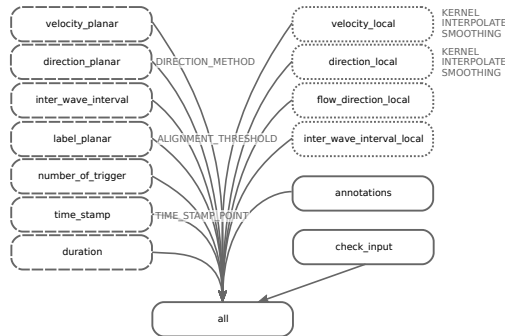 velocity_planar
velocity_local
KERNEL
INTERPOLATE
SMOOTHING
direction_planar
DIRECTION_METHOD
direction_local
KERNEL
INTERPOLATE
SMOOTHING
inter_wave_interval
flow_direction_local
label_planar
ALIGNMENT_THRESHOLD
inter_wave_interval_local
number_of_trigger
annotations
time_stamp
TIME_STAMP_POINT
duration
check_input
all